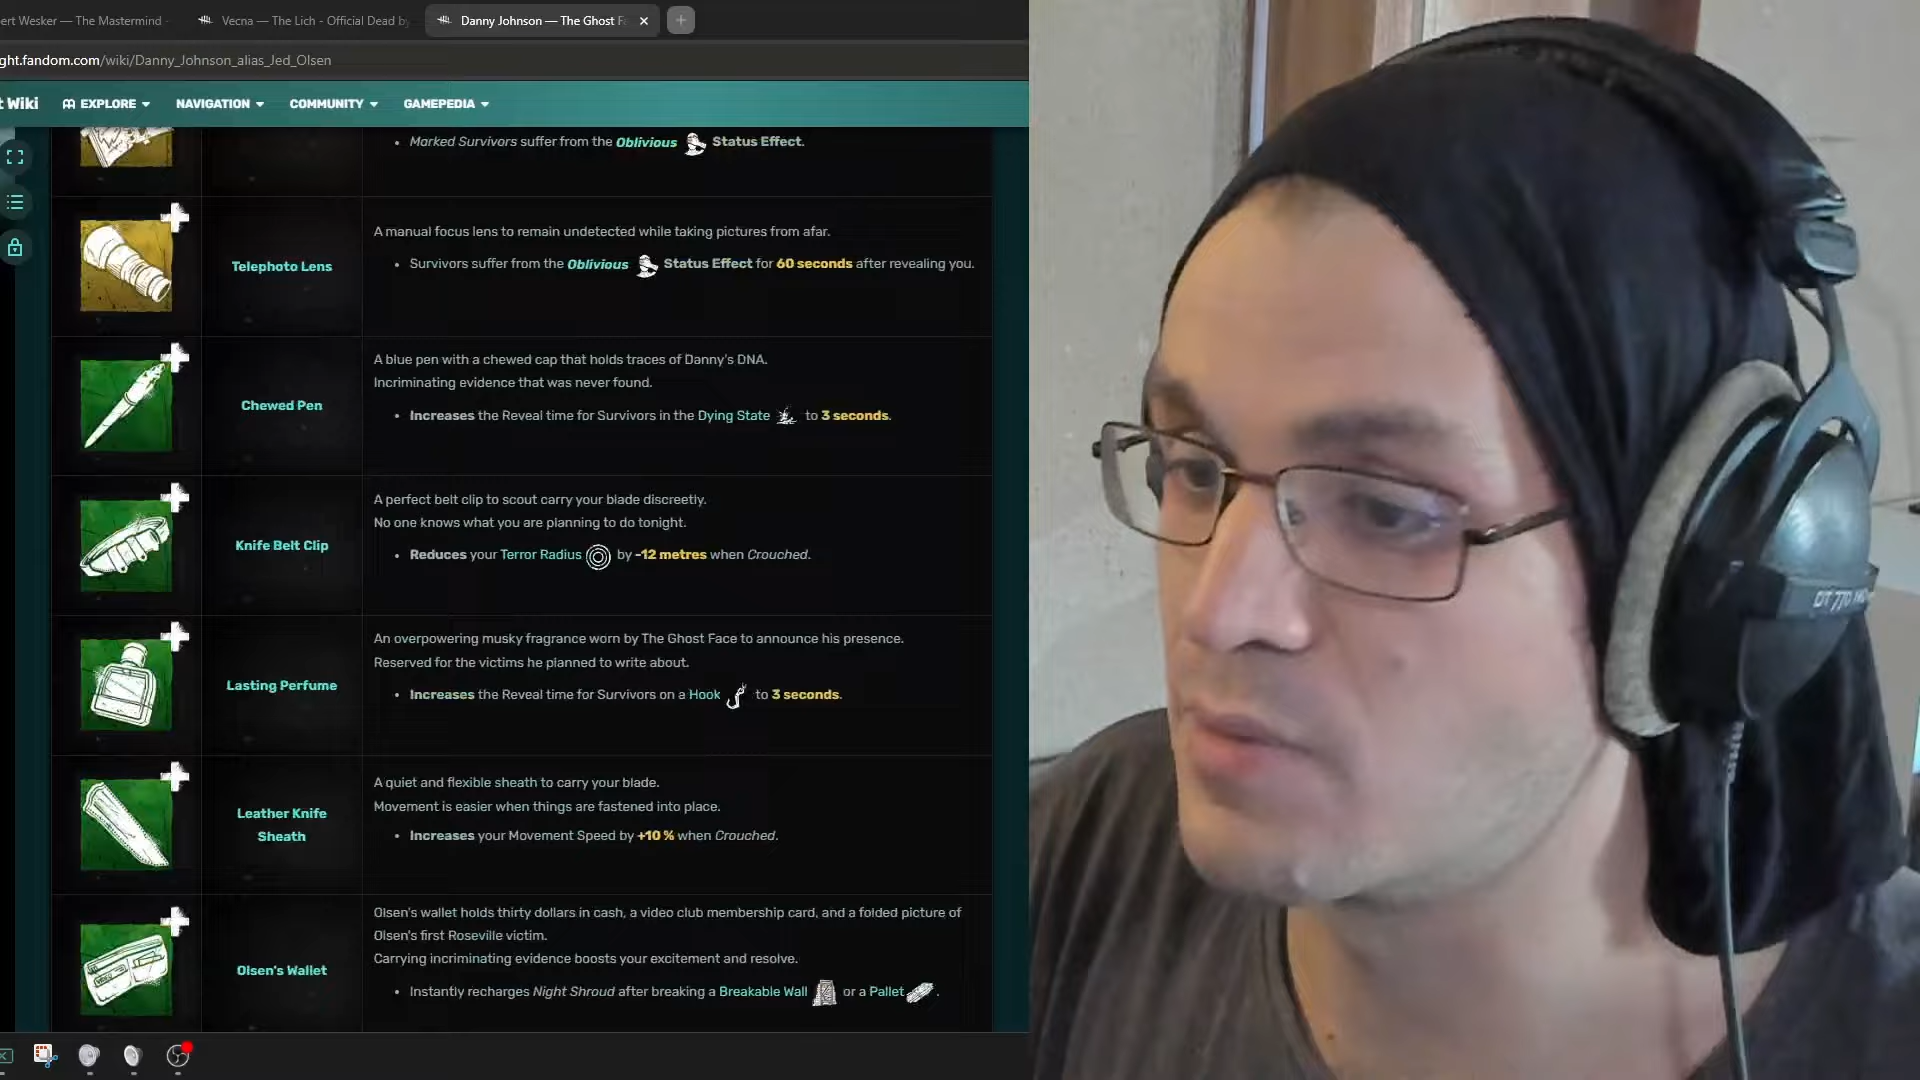 ert Wesker — The Mastermind -
Vecna — The Lich - Official Dead by
Danny Johnson — The Ghost F
ght.fandom.com/wiki/Danny_Johnson_alias_Jed_Olsen
t Wiki
EXPLORE
NAVIGATION
COMMUNITY
GAMEPEDIA
• Marked Survivors suffer from the Oblivious Status Effect.
Telephoto Lens
A manual focus lens to remain undetected while taking pictures from afar.
• Survivors suffer from the Oblivious Status Effect for 60 seconds after revealing you.
Chewed Pen
A blue pen with a chewed cap that holds traces of Danny's DNA.
Incriminating evidence that was never found.
• Increases the Reveal time for Survivors in the Dying State to 3 seconds.
Knife Belt Clip
A perfect belt clip to scout carry your blade discreetly.
No one knows what you are planning to do tonight.
• Reduces your Terror Radius by -12 metres when Crouched.
Lasting Perfume
An overpowering musky fragrance worn by The Ghost Face to announce his presence.
Reserved for the victims he planned to write about.
• Increases the Reveal time for Survivors on a Hook to 3 seconds.
Leather Knife
Sheath
A quiet and flexible sheath to carry your blade.
Movement is easier when things are fastened into place.
• Increases your Movement Speed by +10 % when Crouched.
Olsen's Wallet
Olsen's wallet holds thirty dollars in cash, a video club membership card, and a folded picture of
Olsen's first Roseville victim.
Carrying incriminating evidence boosts your excitement and resolve.
• Instantly recharges Night Shroud after breaking a Breakable Wall or a Pallet.
DT 770